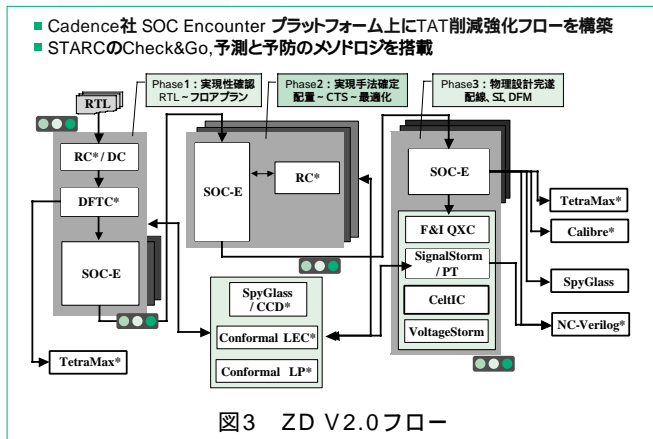 ■ Cadence社 SOC Encounter プラットフォーム上にTAT削減強化フローを構築
■ STARCのCheck&Go,予測と予防のメソドロジを搭載
Phase1:実現性確認
RTL~フロアプラン
Phase2:実現手法確定
配置~CTS~最適化
Phase3:物理設計完遂
配線、SI、DFM
RTL
RC* / DC
DFTC*
SOC-E
TetraMax*
SOC-E
RC*
SpyGlass
/ CCD*
Conformal LEC*
Conformal LP*
SOC-E
F&I QXC
SignalStorm
/ PT
CeltIC
VoltageStorm
TetraMax*
Calibre*
SpyGlass
NC-Verilog*
図3 ZD V2.0フロー